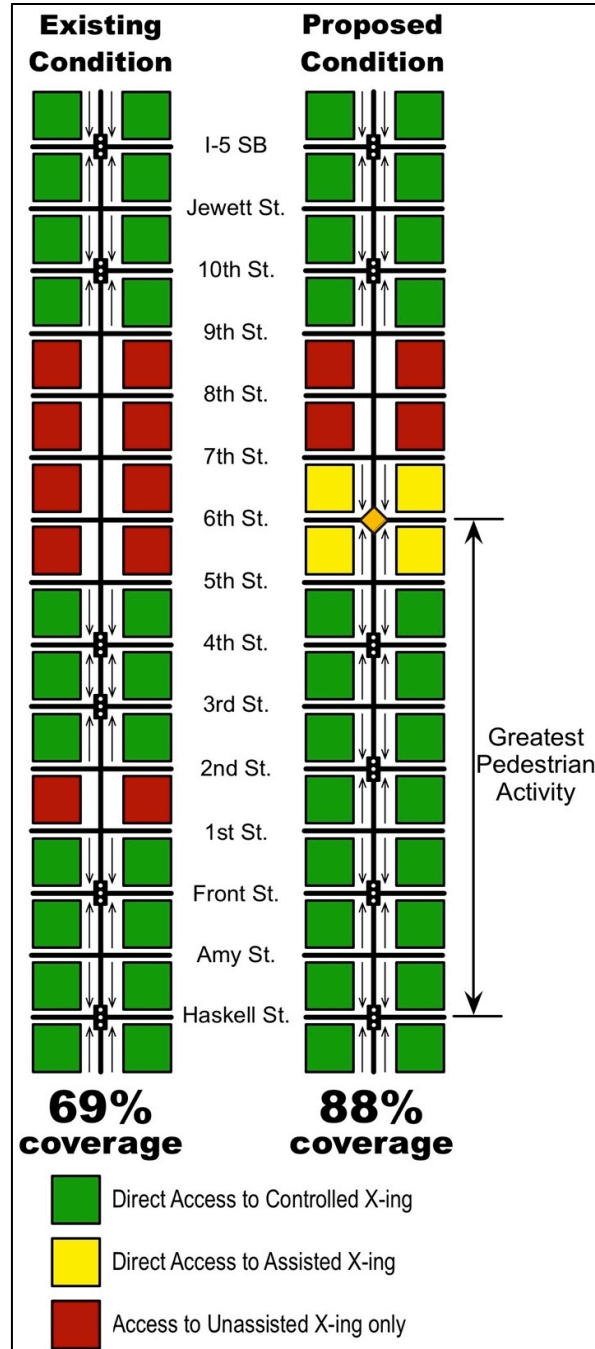 Existing
Condition
Proposed
Condition
I-5 SB
Jewett St.
10th St.
9th St.
8th St.
7th St.
6th St.
5th St.
4th St.
3rd St.
2nd St.
1st St.
Front St.
Amy St.
Haskell St.
Greatest
Pedestrian
Activity
69%
coverage
88%
coverage
Direct Access to Controlled X-ing
Direct Access to Assisted X-ing
Access to Unassisted X-ing only